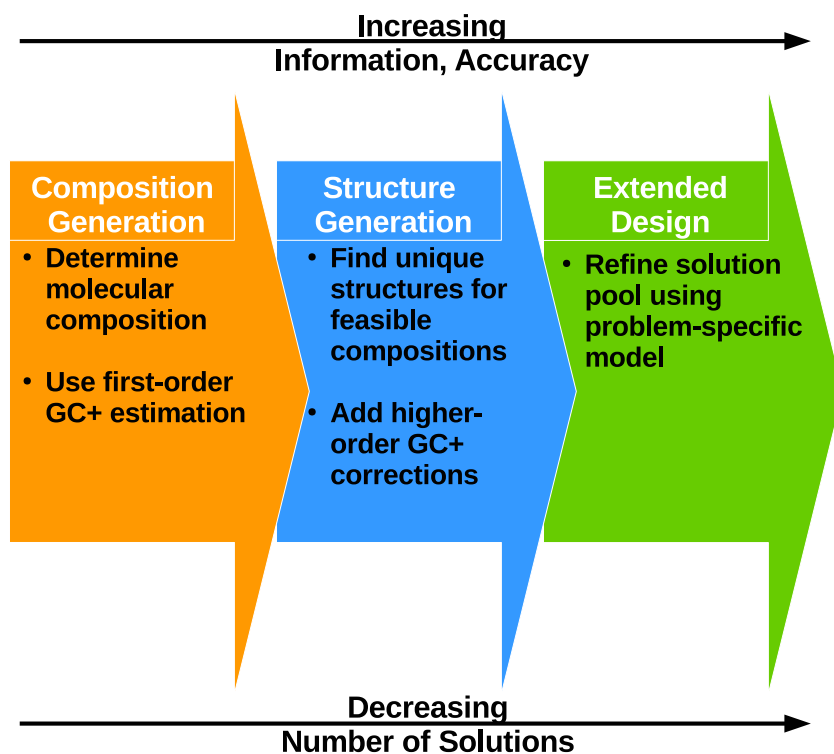 Increasing
Information, Accuracy
Composition
Generation
• Determine
molecular
composition
• Use first-order
GC+ estimation
Structure
Generation
• Find unique
structures for
feasible
compositions
• Add higher-
order GC+
corrections
Extended
Design
• Refine solution
pool using
problem-specific
model
Decreasing
Number of Solutions